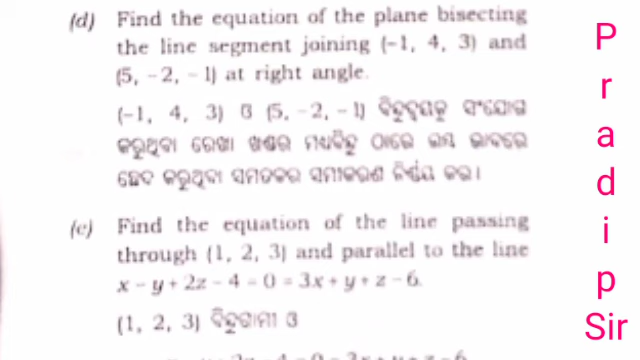 (d) Find the equation of the plane bisecting
the line segment joining (-1, 4, 3) and
(5, -2, -1) at right angle.
(-1, 4, 3) ଓ (5, -2, -1) ବିନ୍ଦୁଦ୍ୱୟକୁ ସଂଯୋଗ
କରୁଥିବା ରେଖା ଖଣ୍ଡର ମଧ୍ୟବିନ୍ଦୁ ଠାରେ ଲମ୍ବ ଭାବରେ
ଛେଦ କରୁଥିବା ସମତଳର ସମୀକରଣ ନିର୍ଣ୍ଣୟ କର।
(e) Find the equation of the line passing
through (1, 2, 3) and parallel to the line
x - y + 2z - 4 = 0 = 3x + y + z - 6.
(1, 2, 3) ବିନ୍ଦୁଗାମୀ ଓ
P
r
a
d
i
p
Sir